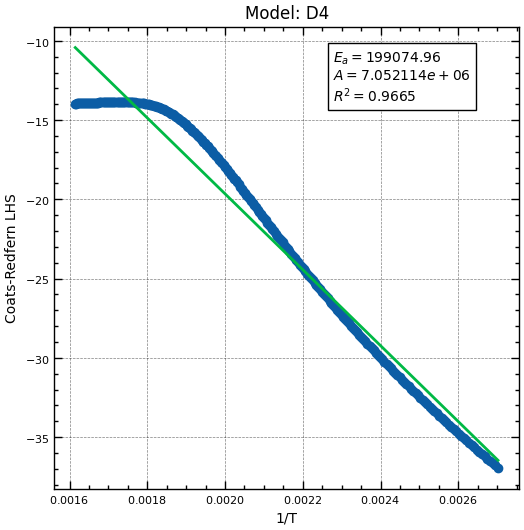 Model: D4
−10
−15
−20
−25
−30
−35
Coats-Redfern LHS
E_a = 199074.96
A = 7.052114e + 06
R² = 0.9665
0.0016 0.0018 0.0020 0.0022 0.0024 0.0026
1/T